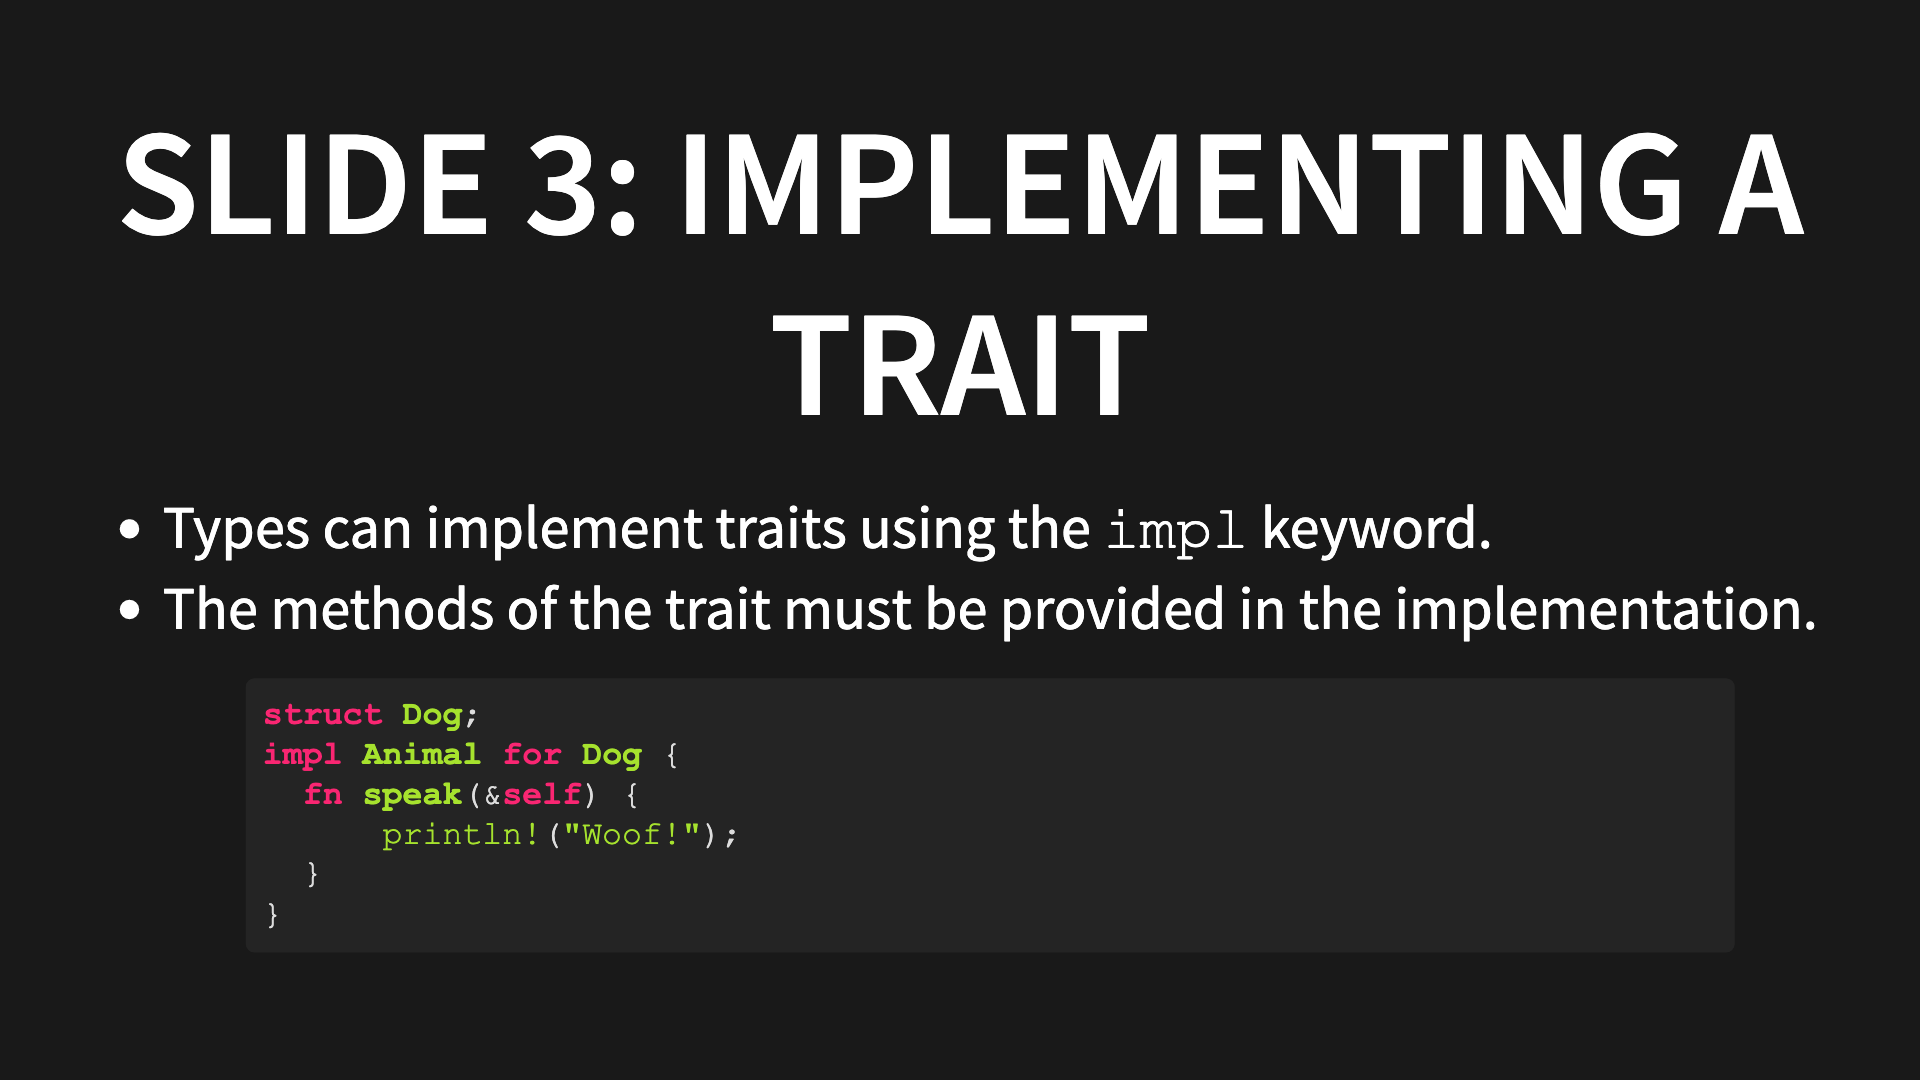 SLIDE 3: IMPLEMENTING A
TRAIT
• Types can implement traits using the impl keyword.
• The methods of the trait must be provided in the implementation.
struct Dog;
impl Animal for Dog {
  fn speak(&self) {
      println!("Woof!");
  }
}